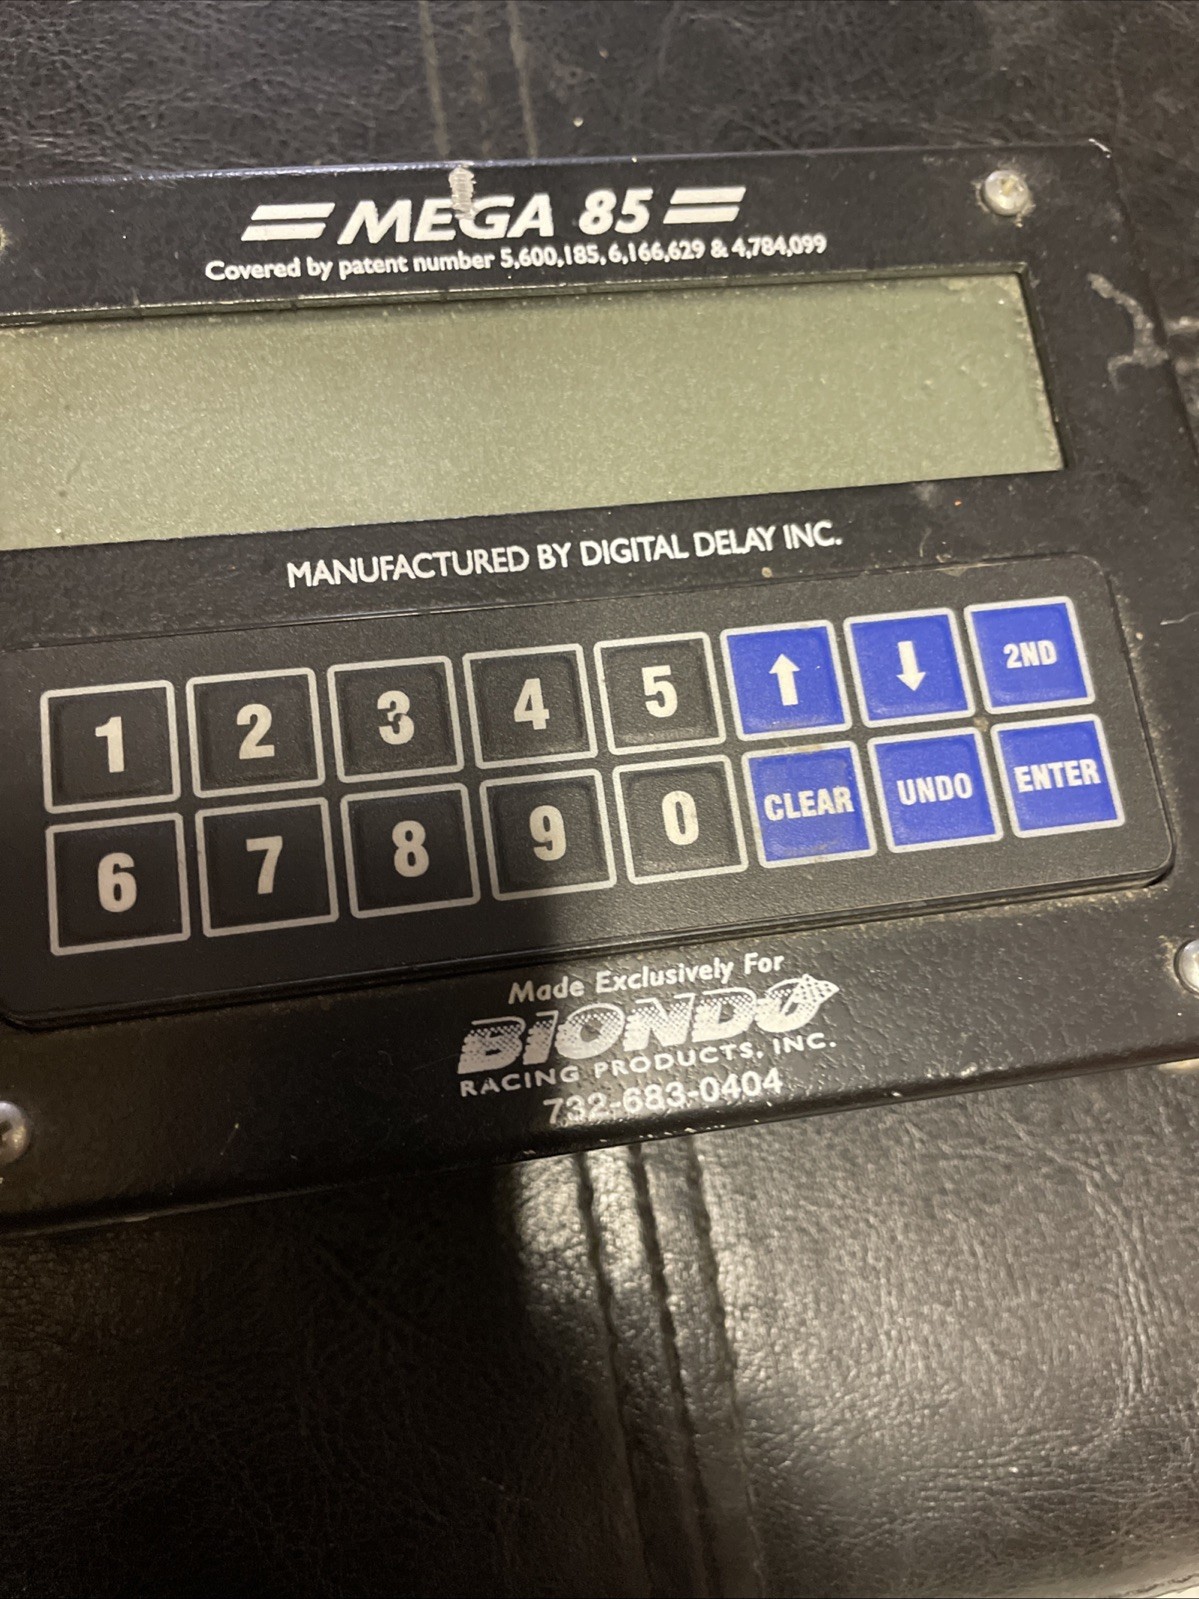 MEGA 85
Covered by patent number 5,600,185, 6,166,629 & 4,784,099
MANUFACTURED BY DIGITAL DELAY INC.
1 2 3 4 5 ↑ ↓ 2ND
6 7 8 9 0 CLEAR UNDO ENTER
Made Exclusively For
BIONDO
RACING PRODUCTS, INC.
732-683-0404